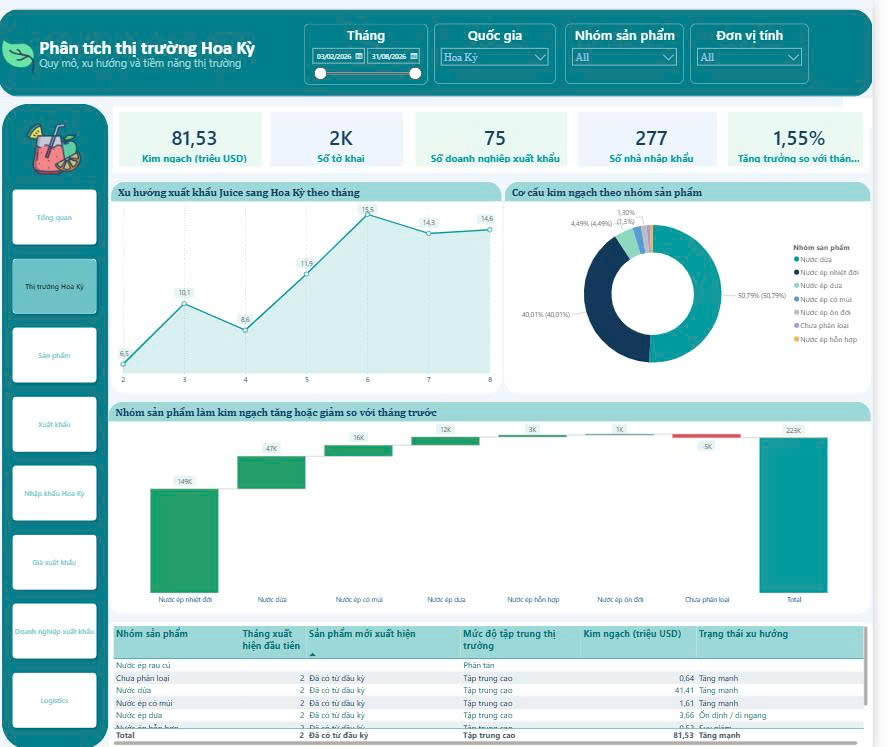 Phân tích thị trường Hoa Kỳ
Quy mô, xu hướng và tiềm năng thị trường
Tháng
03/02/2026
31/08/2026
Quốc gia
Hoa Kỳ
Nhóm sản phẩm
All
Đơn vị tính
All
Tổng quan
Thị trường Hoa Kỳ
Sản phẩm
Xuất khẩu
Nhập khẩu Hoa Kỳ
Giá xuất khẩu
Doanh nghiệp xuất khẩu
Logistics
81,53
Kim ngạch (triệu USD)
2K
Số tờ khai
75
Số doanh nghiệp xuất khẩu
277
Số nhà nhập khẩu
1,55%
Tăng trưởng so với thán...
Xu hướng xuất khẩu Juice sang Hoa Kỳ theo tháng
6,5
10,1
8,6
11,9
15,5
14,3
14,6
2 3 4 5 6 7 8
Cơ cấu kim ngạch theo nhóm sản phẩm
1,30%
(1,3%)
4,49% (4,49%)
40,01% (40,01%)
50,79% (50,79%)
Nhóm sản phẩm
Nước dừa
Nước ép nhiệt đới
Nước ép dưa
Nước ép có múi
Nước ép ôn đới
Chưa phân loại
Nước ép hỗn hợp
Nhóm sản phẩm làm kim ngạch tăng hoặc giảm so với tháng trước
149K
47K
16K
12K
3K
1K
-5K
223K
Nước ép nhiệt đới Nước dừa Nước ép có múi Nước ép dưa Nước ép hỗn hợp Nước ép ôn đới Chưa phân loại Total
Nhóm sản phẩm Tháng xuất hiện đầu tiên Sản phẩm mới xuất hiện Mức độ tập trung thị trường Kim ngạch (triệu USD) Trạng thái xu hướng
Nước ép rau củ Phân tán
Chưa phân loại 2 Đã có từ đầu kỳ Tập trung cao 0,64 Tăng mạnh
Nước dừa 2 Đã có từ đầu kỳ Tập trung cao 41,41 Tăng mạnh
Nước ép có múi 2 Đã có từ đầu kỳ Tập trung cao 1,61 Tăng mạnh
Nước ép dưa 2 Đã có từ đầu kỳ Tập trung cao 3,66 Ổn định / đi ngang
Total 2 Đã có từ đầu kỳ Tập trung cao 81,53 Tăng mạnh